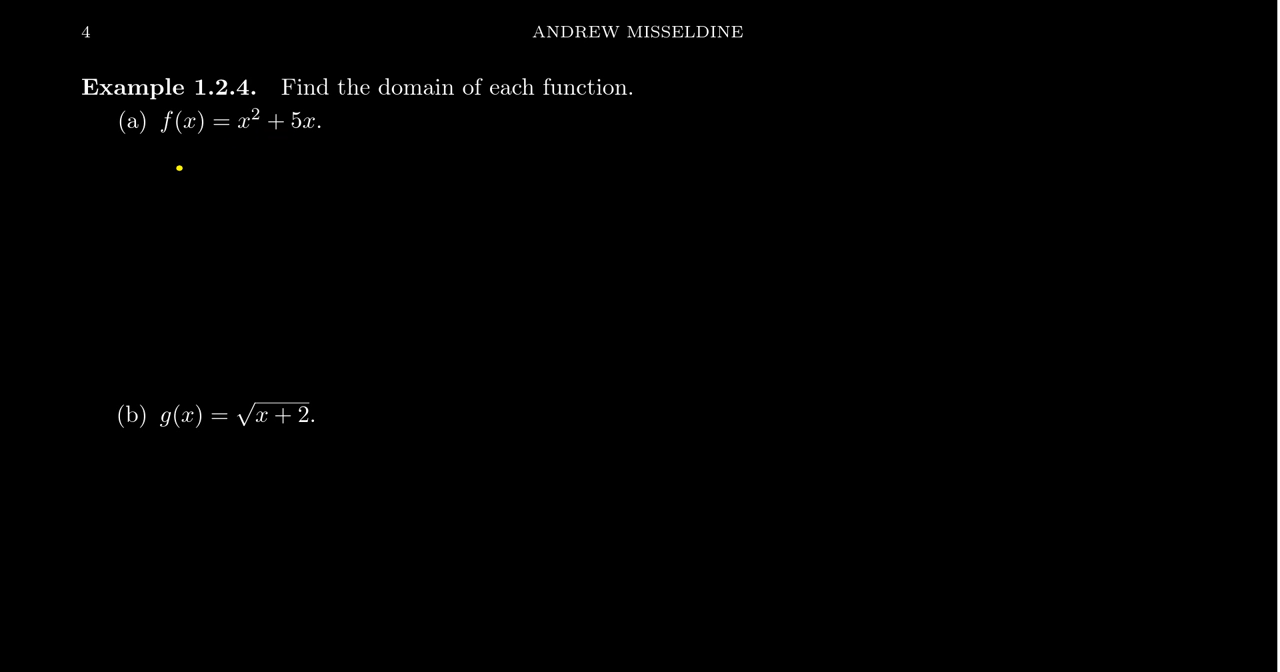 4 ANDREW MISSELDINE
Example 1.2.4. Find the domain of each function.
(a) f(x) = x² + 5x.
(b) g(x) = √(x + 2).